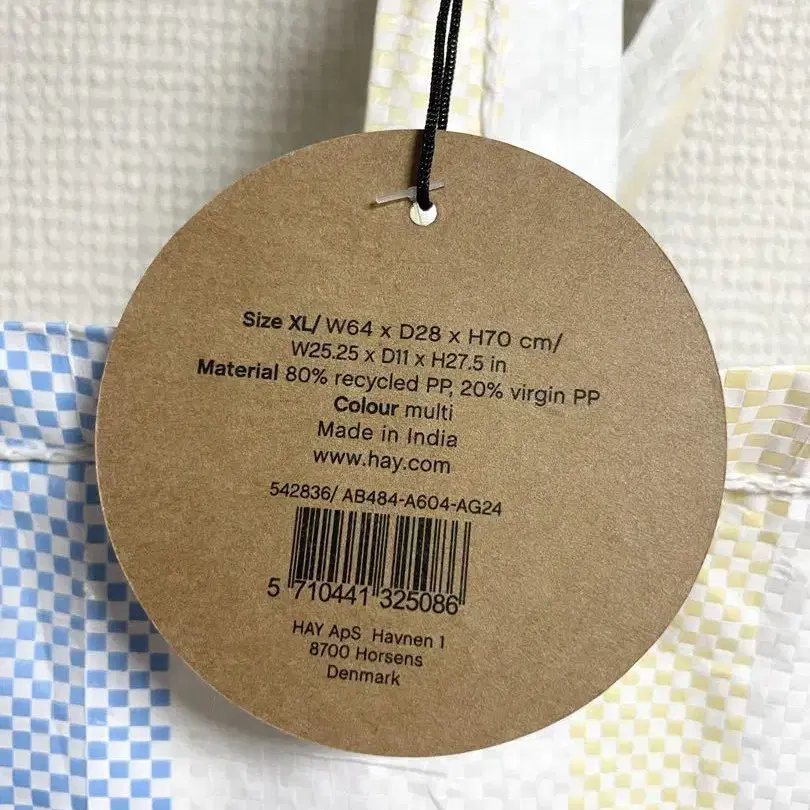 Size XL/ W64 x D28 x H70 cm/
W25.25 x D11 x H27.5 in
Material 80% recycled PP, 20% virgin PP
Colour multi
Made in India
www.hay.com
542836/ AB484-A604-AG24
5 710441 325086
HAY ApS Havnen 1
8700 Horsens
Denmark